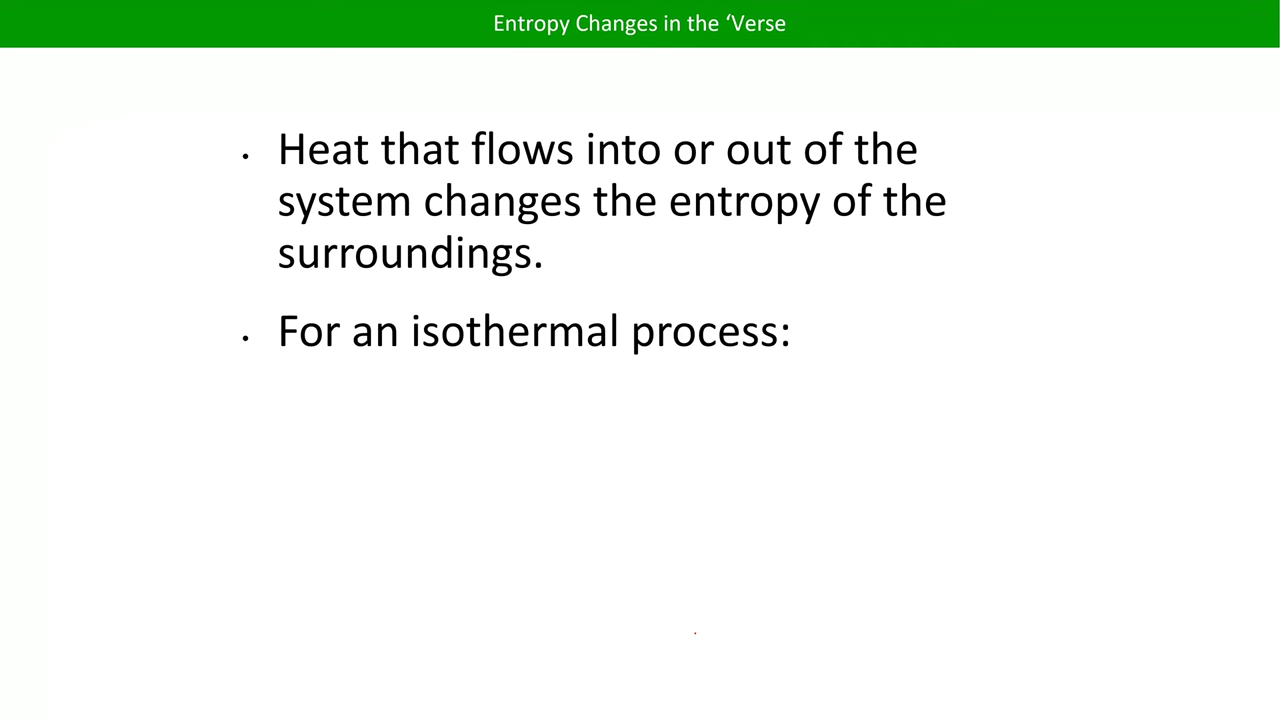 Entropy Changes in the ‘Verse
• Heat that flows into or out of the
system changes the entropy of the
surroundings.
• For an isothermal process: